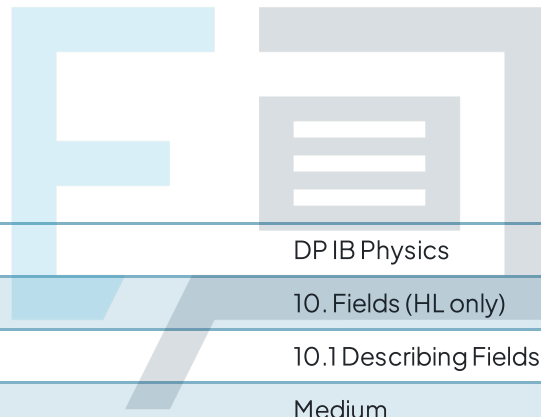 DP IB Physics
10. Fields (HL only)
10.1 Describing Fields
Medium